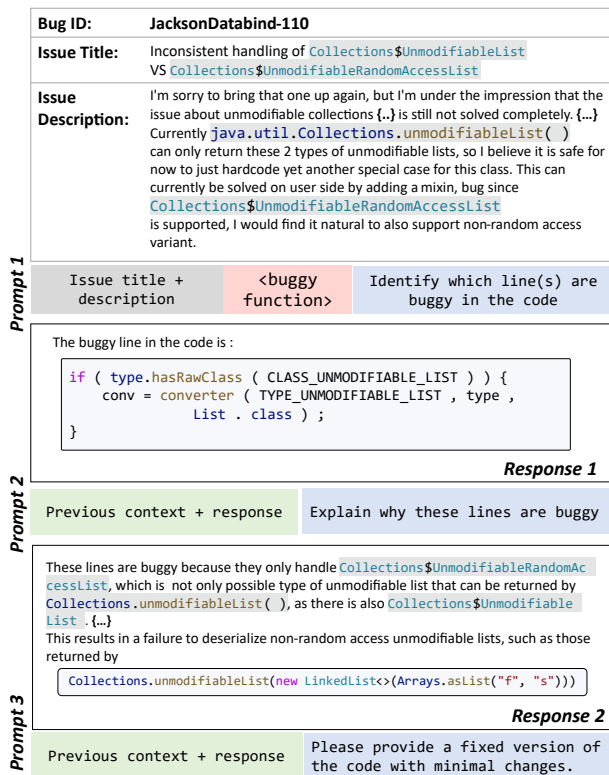 Bug ID: JacksonDatabind-110
Issue Title: Inconsistent handling of Collections$UnmodifiableList
VS Collections$UnmodifiableRandomAccessList
Issue
Description:
I'm sorry to bring that one up again, but I'm under the impression that the
issue about unmodifiable collections {..} is still not solved completely. {...}
Currently java.util.Collections.unmodifiableList( )
can only return these 2 types of unmodifiable lists, so I believe it is safe for
now to just hardcode yet another special case for this class. This can
currently be solved on user side by adding a mixin, bug since
Collections$UnmodifiableRandomAccessList
is supported, I would find it natural to also support non-random access
variant.
Prompt 1
Issue title +
description
<buggy
function>
Identify which line(s) are
buggy in the code
The buggy line in the code is :
if ( type.hasRawClass ( CLASS_UNMODIFIABLE_LIST ) ) {
conv = converter ( TYPE_UNMODIFIABLE_LIST , type ,
List . class ) ;
}
Response 1
Prompt 2
Previous context + response
Explain why these lines are buggy
These lines are buggy because they only handle Collections$UnmodifiableRandomAc
cessList, which is not only possible type of unmodifiable list that can be returned by
Collections.unmodifiableList( ), as there is also Collections$Unmodifiable
List . {...}
This results in a failure to deserialize non-random access unmodifiable lists, such as those
returned by
Collections.unmodifiableList(new LinkedList<>(Arrays.asList("f", "s")))
Response 2
Prompt 3
Previous context + response
Please provide a fixed version of
the code with minimal changes.